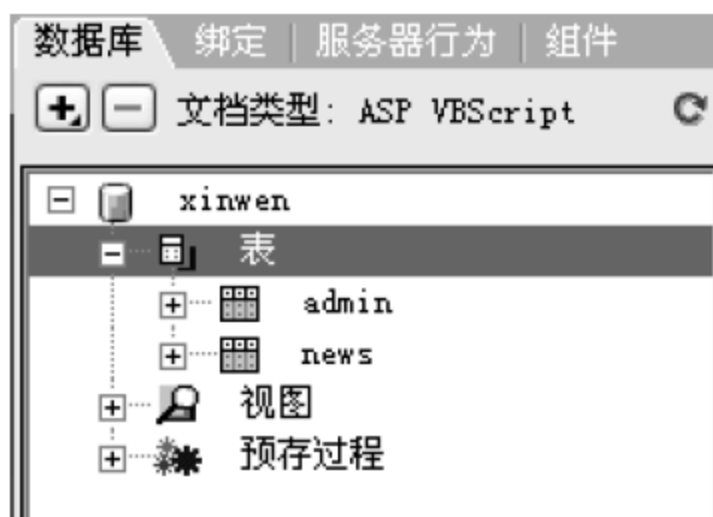 数据库 绑定 | 服务器行为 | 组件
文档类型: ASP VBScript
xinwen
表
admin
news
视图
预存过程